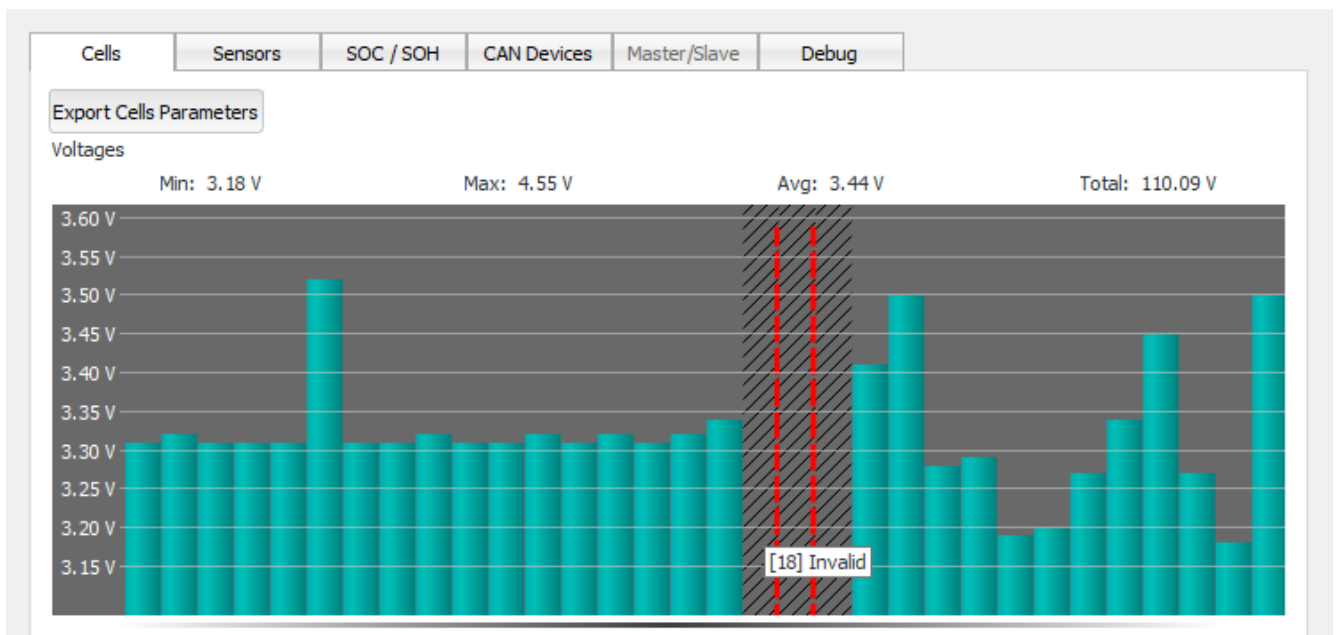 Cells Sensors SOC / SOH CAN Devices Master/Slave Debug
Export Cells Parameters
Voltages
Min: 3.18 V Max: 4.55 V Avg: 3.44 V Total: 110.09 V
3.60 V
3.55 V
3.50 V
3.45 V
3.40 V
3.35 V
3.30 V
3.25 V
3.20 V
3.15 V
[18] Invalid